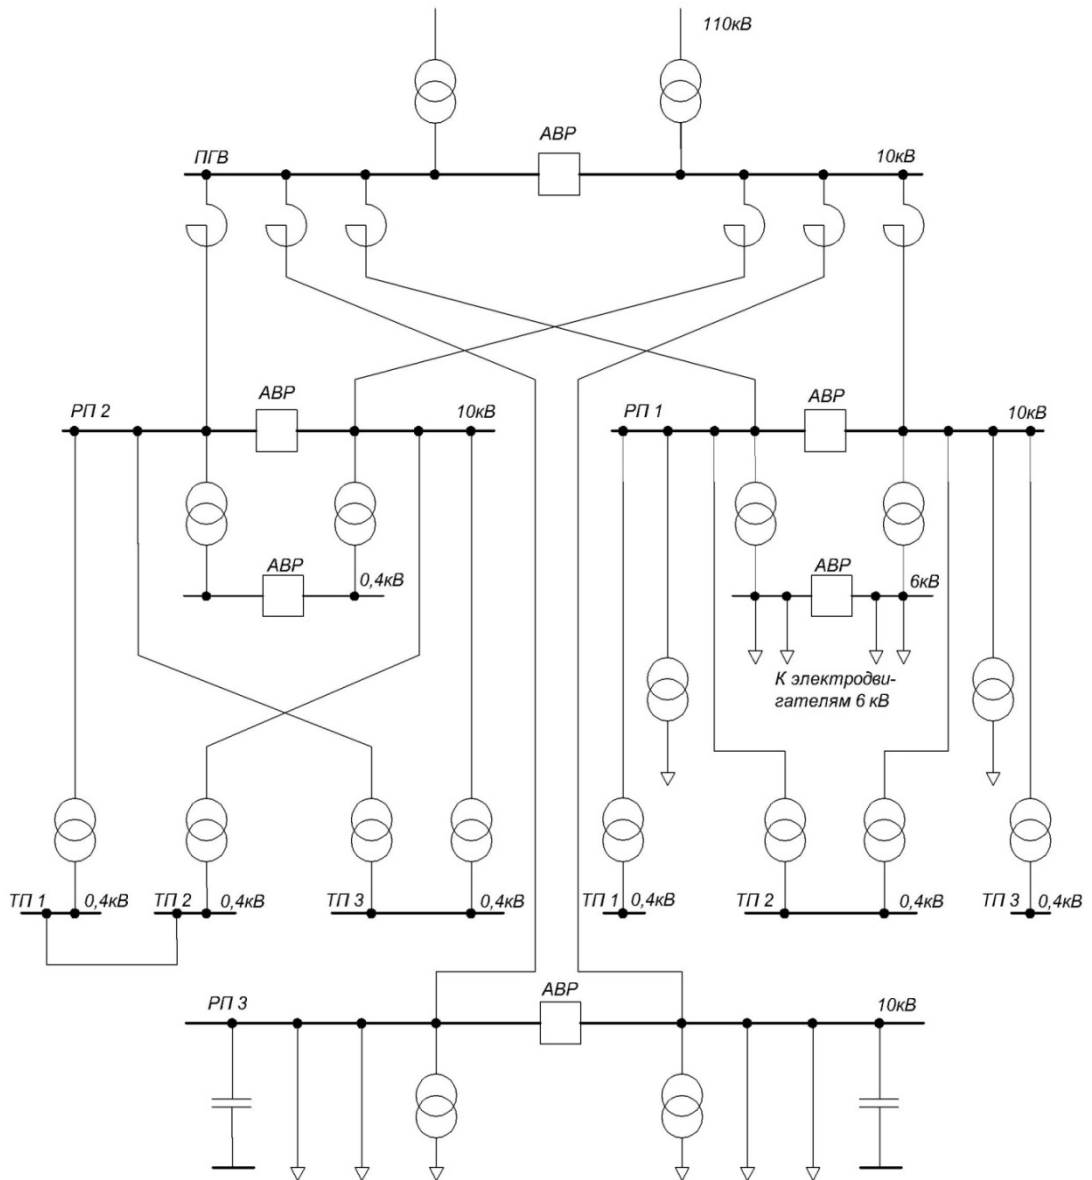 110кВ
АВР
ПГВ
10кВ
АВР
РП 2
10кВ
АВР
РП 1
10кВ
АВР
0,4кВ
АВР
6кВ
К электродви-
гателям 6 кВ
ТП 1
0,4кВ
ТП 2
0,4кВ
ТП 3
0,4кВ
ТП 1
0,4кВ
ТП 2
0,4кВ
ТП 3
0,4кВ
РП 3
АВР
10кВ